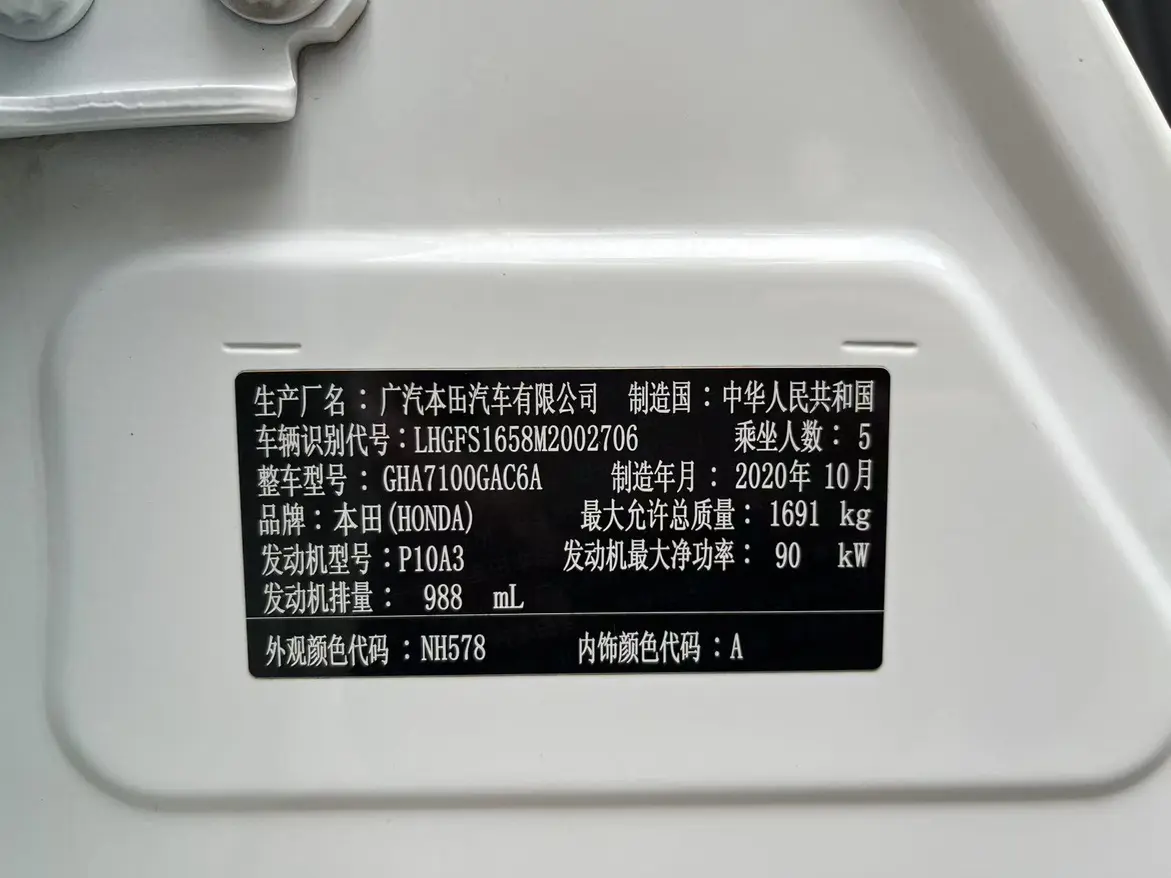 生产厂名：广汽本田汽车有限公司 制造国：中华人民共和国
车辆识别代号：LHGFS1658M2002706 乘坐人数：5
整车型号：GHA7100GAC6A 制造年月：2020年10月
品牌：本田(HONDA) 最大允许总质量：1691 kg
发动机型号：P10A3 发动机最大净功率：90 kW
发动机排量：988 mL
外观颜色代码：NH578 内饰颜色代码：A